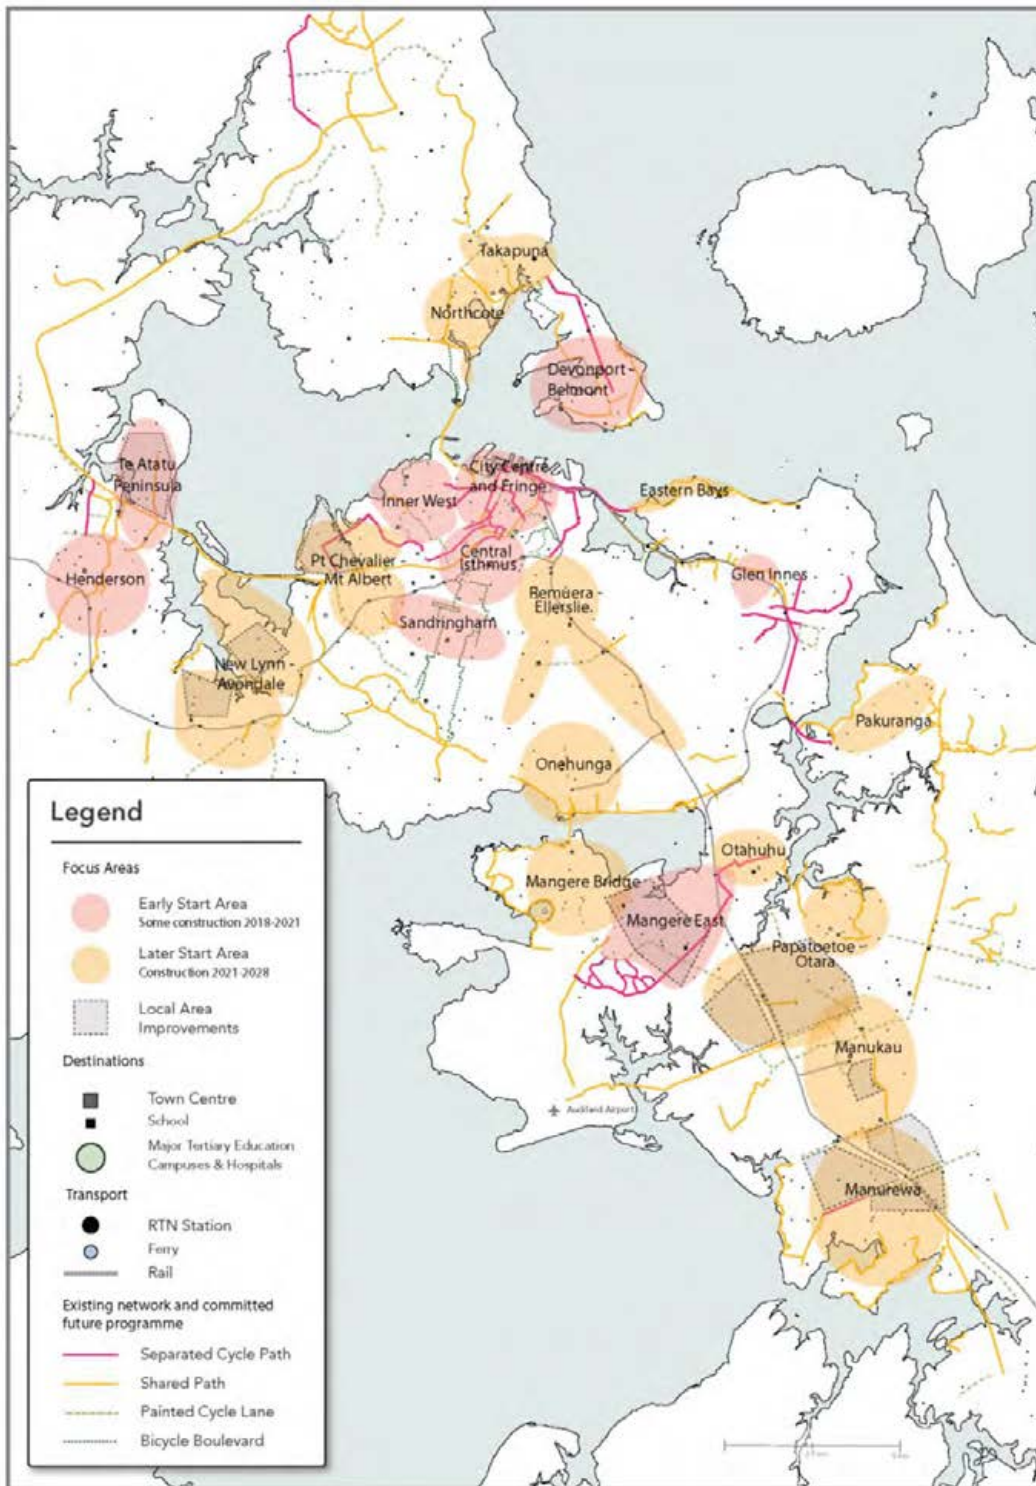 Takapuna
Northcote
Devonport -
Belmont
Te Atatu
Peninsula
City Centre
and Fringe
Inner West
Eastern Bays
Henderson
Pt Chevalier -
Mt Albert
Central
Isthmus
Glen Innes
Remuera -
Ellerslie.
Sandringham
New Lynn -
Avondale
Pakuranga
Onehunga
Otahuhu
Mangere Bridge
Mangere East
Papatoetoe -
Otara
Manukau
Auckland Airport
Manurewa
Legend
Focus Areas
Early Start Area
Some construction 2018-2021
Later Start Area
Construction 2021-2028
Local Area
Improvements
Destinations
Town Centre
School
Major Tertiary Education
Campuses & Hospitals
Transport
RTN Station
Ferry
Rail
Existing network and committed
future programme
Separated Cycle Path
Shared Path
Painted Cycle Lane
Bicycle Boulevard